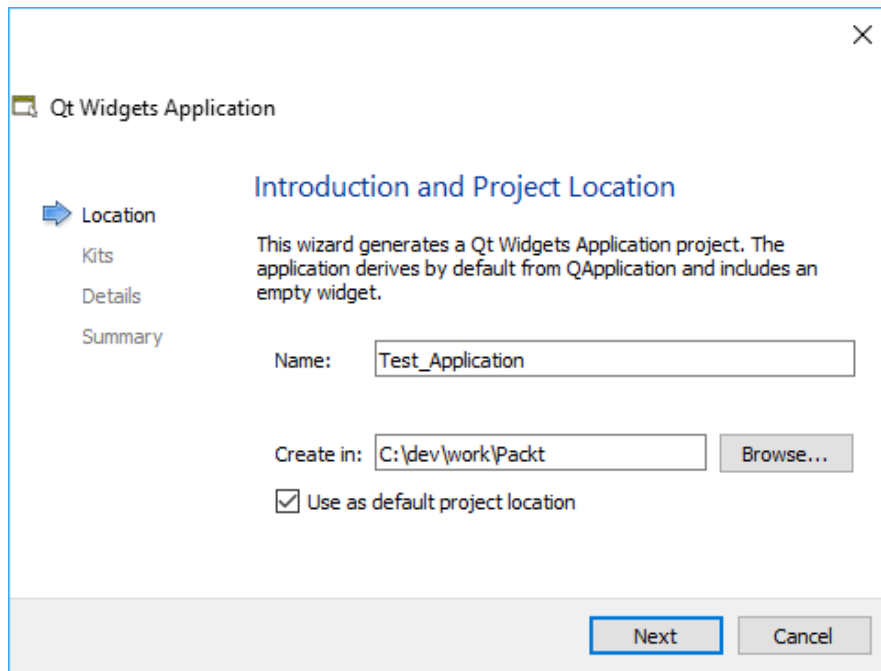 Qt Widgets Application
Location
Kits
Details
Summary
Introduction and Project Location
This wizard generates a Qt Widgets Application project. The
application derives by default from QApplication and includes an
empty widget.
Name: Test_Application
Create in: C:\dev\work\Packt Browse...
Use as default project location
Next Cancel